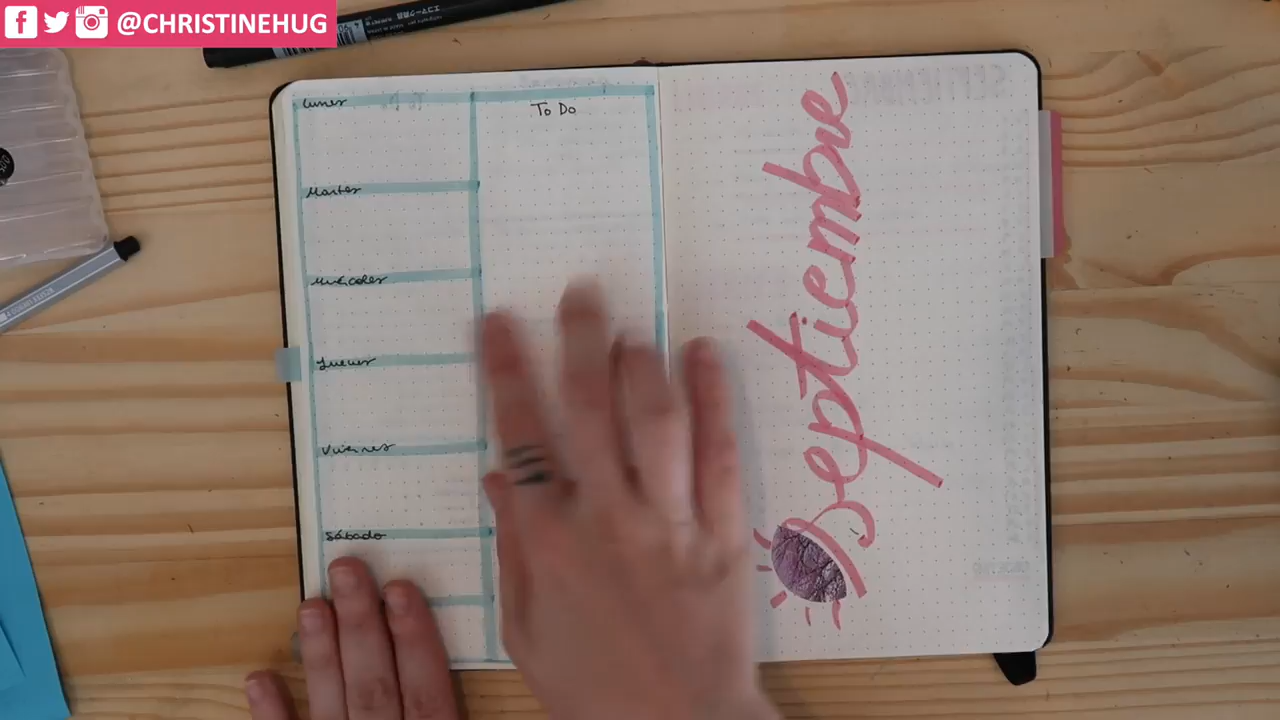 @CHRISTINEHUG
Lunes
To Do
Martes
Miércoles
Jueves
Viernes
Sábado
Septiembre